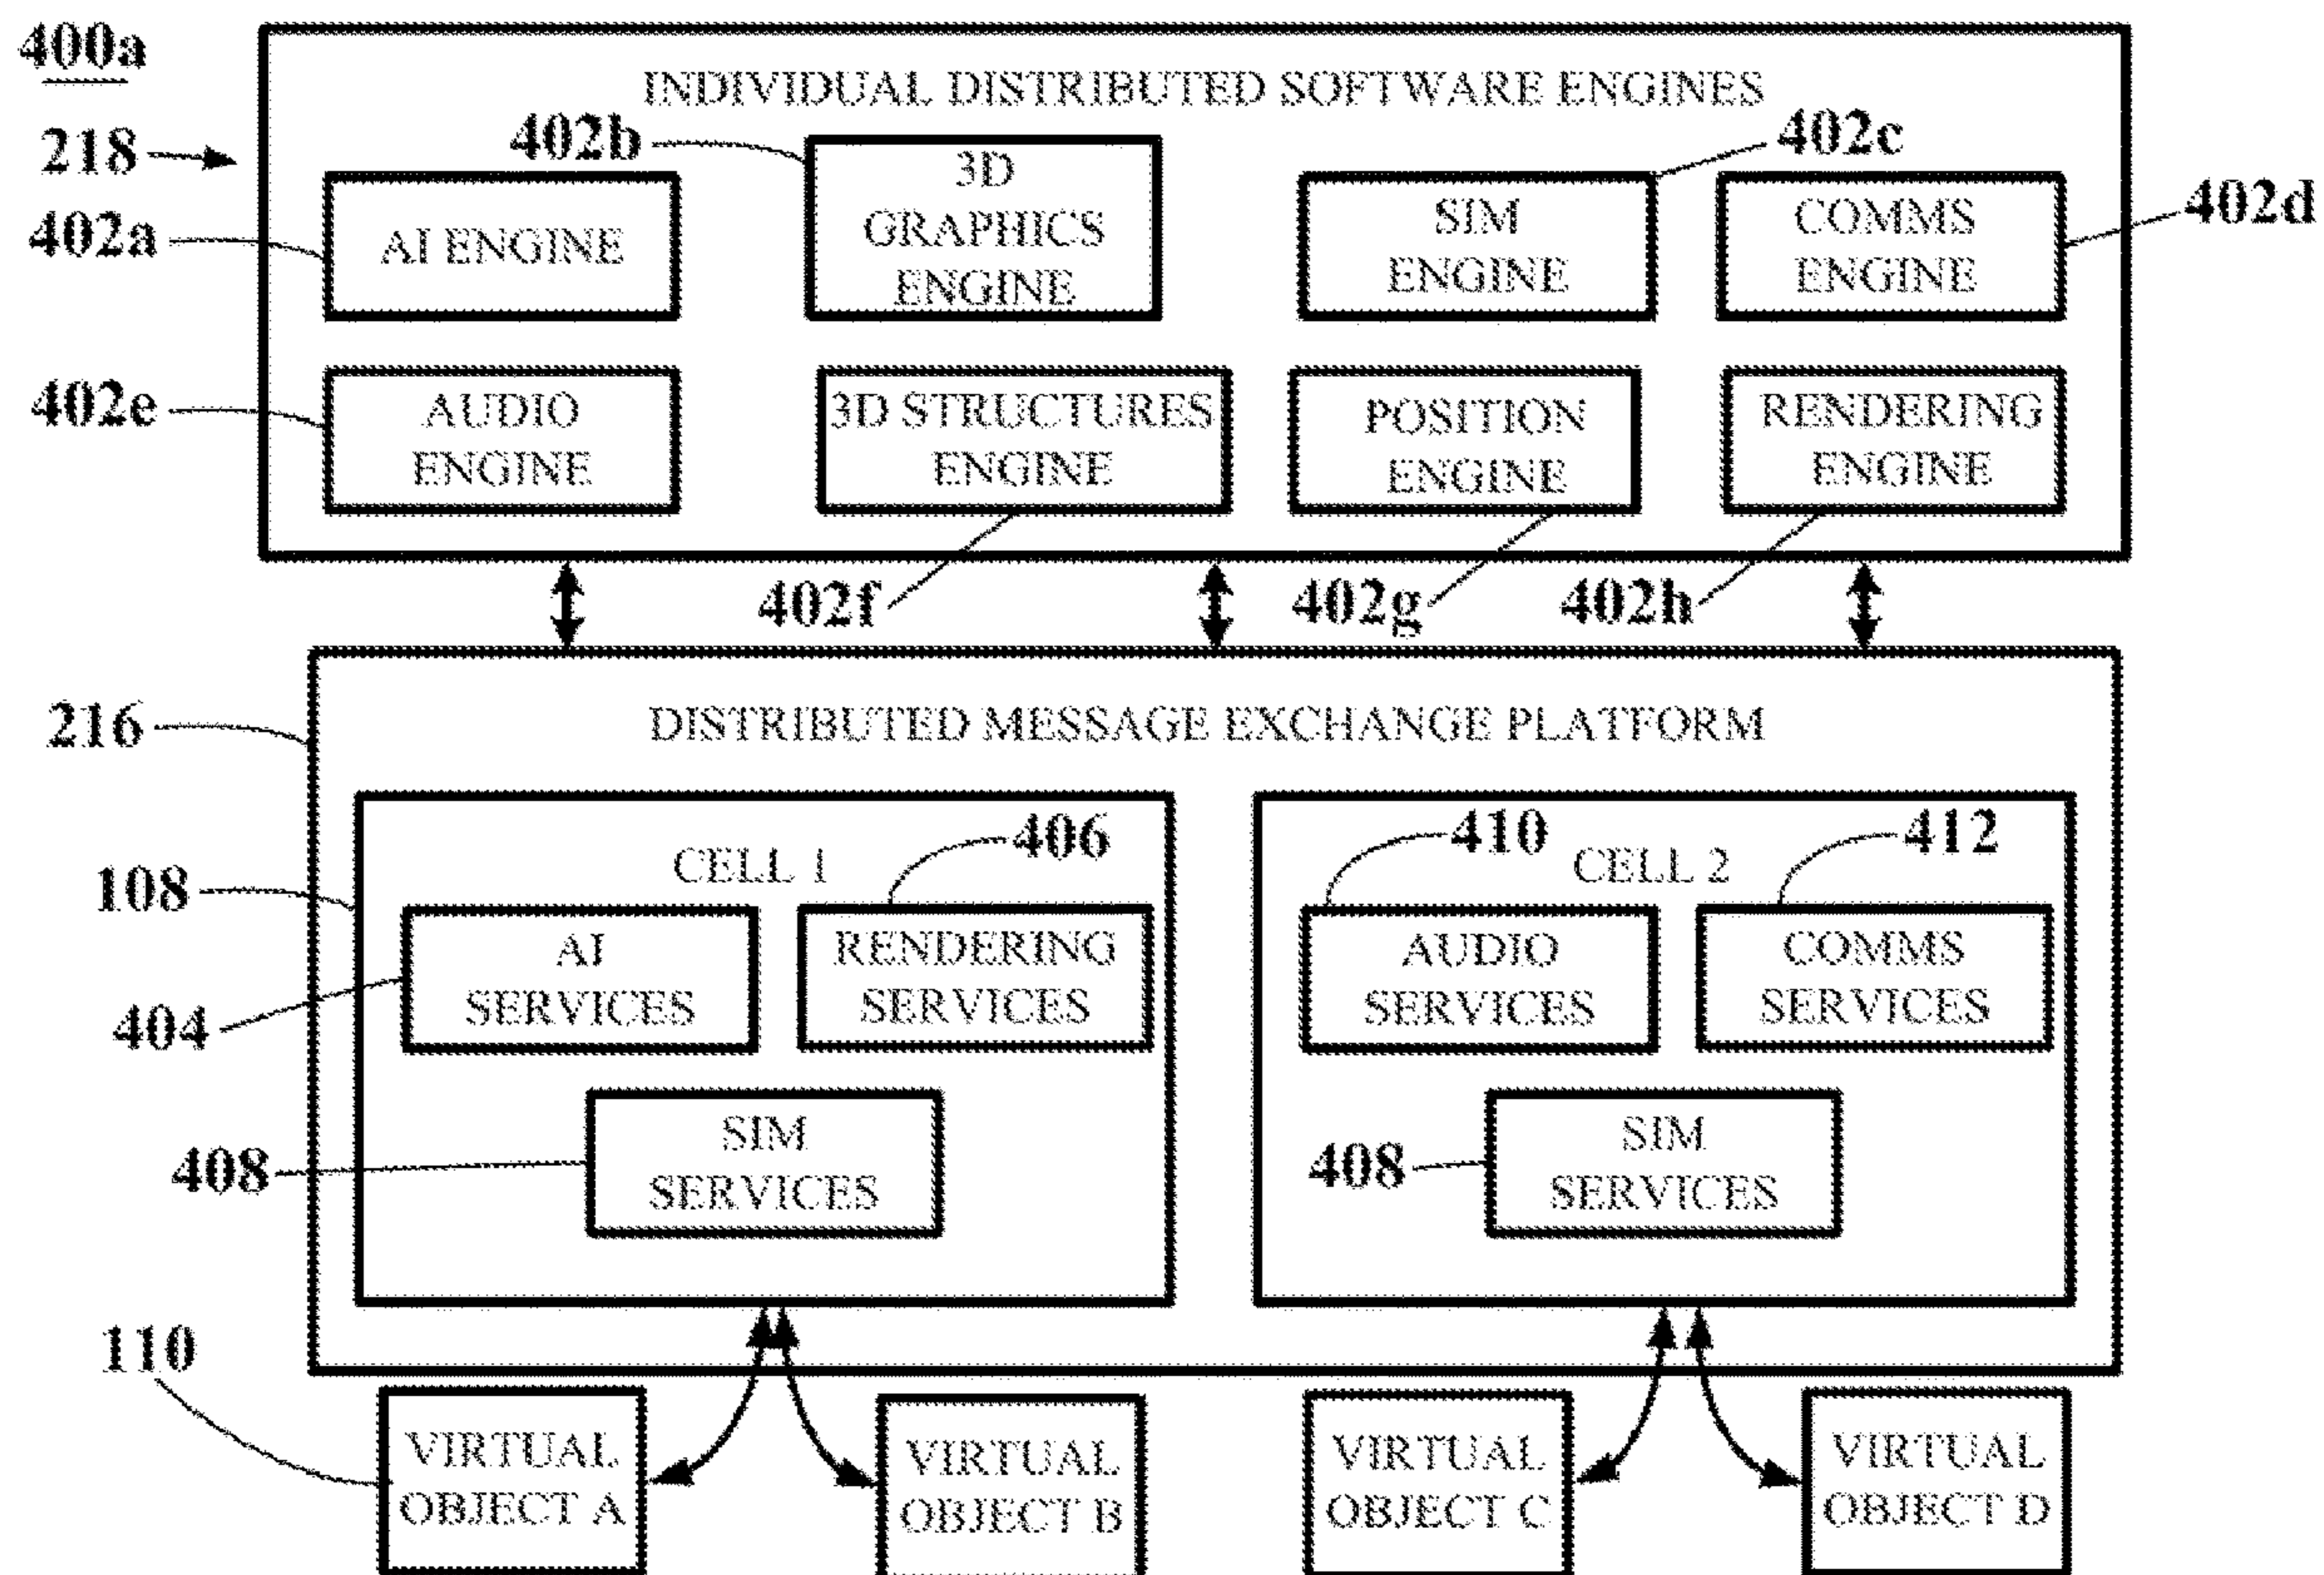 400a
INDIVIDUAL DISTRIBUTED SOFTWARE ENGINES
218
402b
402c
402a
AI ENGINE
3D
GRAPHICS
ENGINE
SIM
ENGINE
COMMS
ENGINE
402d
402e
AUDIO
ENGINE
3D STRUCTURES
ENGINE
POSITION
ENGINE
RENDERING
ENGINE
402f
402g
402h
216
DISTRIBUTED MESSAGE EXCHANGE PLATFORM
108
CELL 1
406
AI
SERVICES
RENDERING
SERVICES
404
408
SIM
SERVICES
410
CELL 2
412
AUDIO
SERVICES
COMMS
SERVICES
408
SIM
SERVICES
110
VIRTUAL
OBJECT A
VIRTUAL
OBJECT B
VIRTUAL
OBJECT C
VIRTUAL
OBJECT D